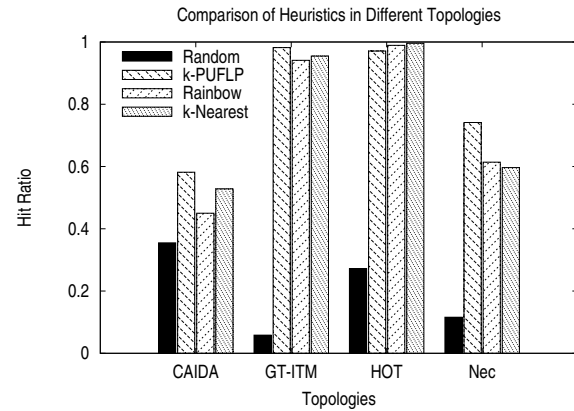 Comparison of Heuristics in Different Topologies
1
Random
k-PUFLP
0.8
Rainbow
k-Nearest
0.6
Hit Ratio
0.4
0.2
0
CAIDA GT-ITM HOT Nec
Topologies